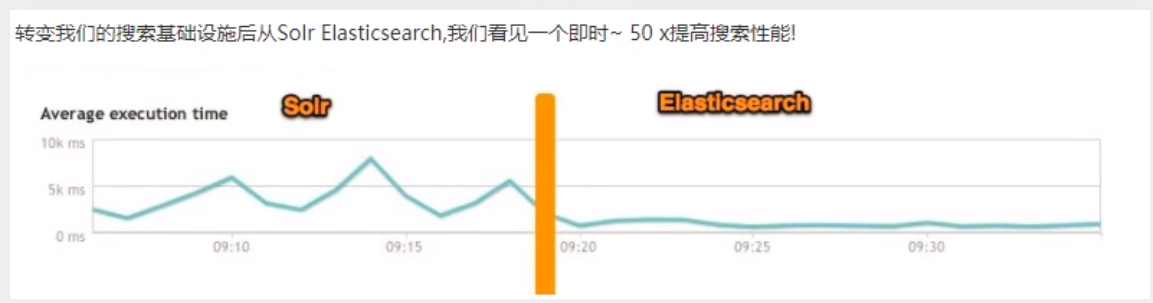 转变我们的搜索基础设施后从Solr Elasticsearch,我们看见一个即时~ 50 x提高搜索性能!
Solr
Elasticsearch
Average execution time
10k ms
5k ms
0 ms
09:10
09:15
09:20
09:25
09:30